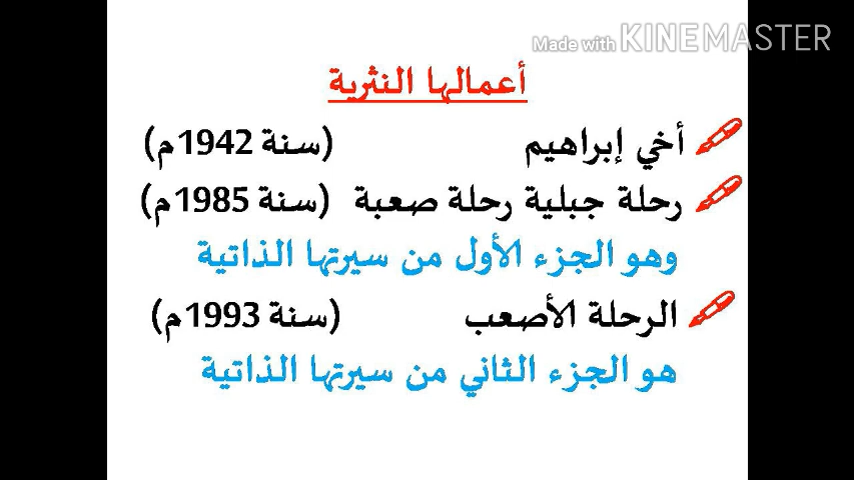 Made with KINEMASTER
أعمالها النثرية
أخي إبراهيم (سنة 1942م)
رحلة جبلية رحلة صعبة (سنة 1985م)
وهو الجزء الأول من سيرتها الذاتية
الرحلة الأصعب (سنة 1993م)
هو الجزء الثاني من سيرتها الذاتية